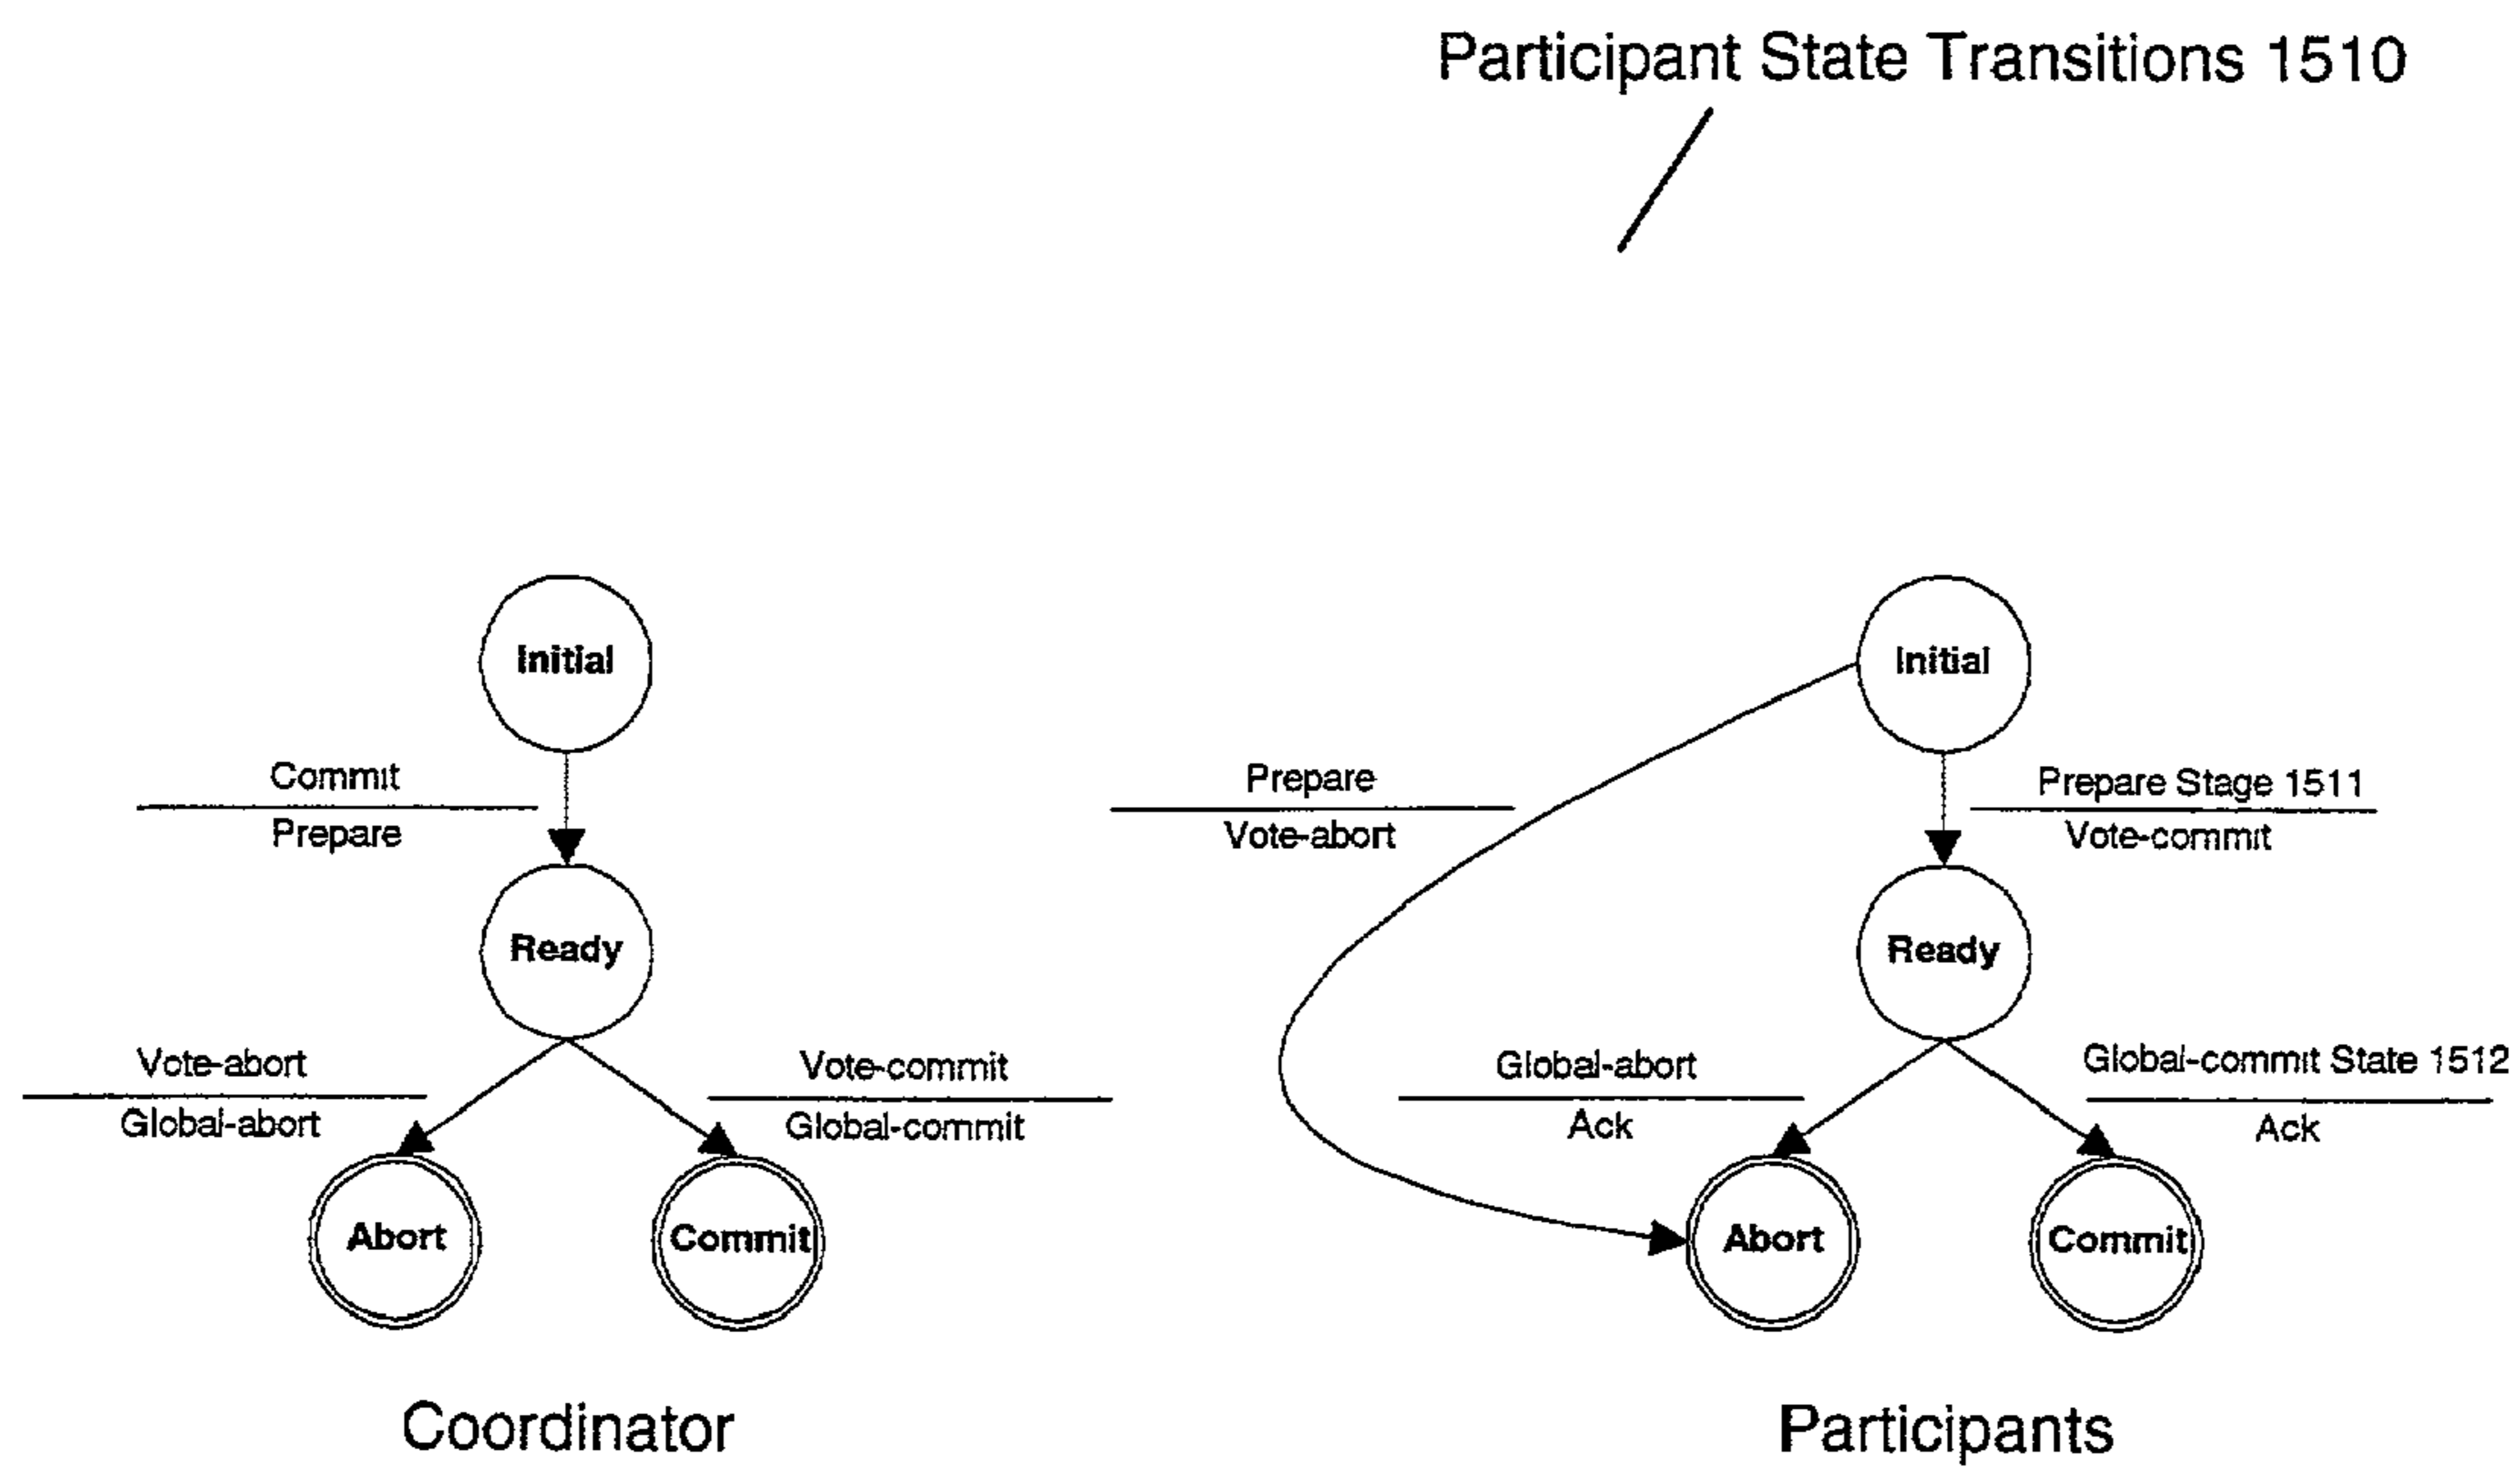 Participant State Transitions 1510
Initial
Commit
Prepare
Ready
Vote-abort
Global-abort
Vote-commit
Global-commit
Abort
Commit
Coordinator
Initial
Prepare
Vote-abort
Prepare Stage 1511
Vote-commit
Ready
Global-abort
Ack
Global-commit State 1512
Ack
Abort
Commit
Participants